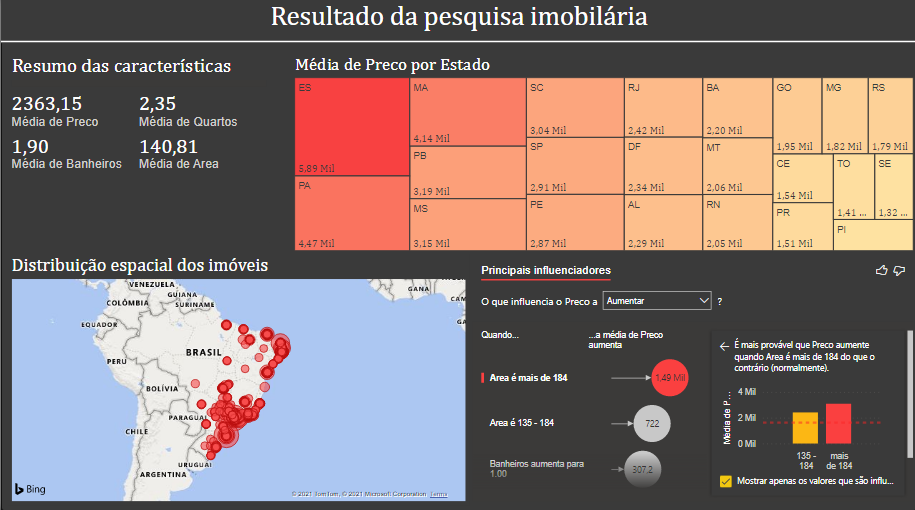 Resultado da pesquisa imobilária
Resumo das características
2363,15
Média de Preco
2,35
Média de Quartos
1,90
Média de Banheiros
140,81
Média de Area
Média de Preco por Estado
ES
5,89 Mil
PA
4,47 Mil
MA
4,14 Mil
PB
3,19 Mil
MS
3,15 Mil
SC
3,04 Mil
SP
2,91 Mil
PE
2,87 Mil
RJ
2,42 Mil
DF
2,34 Mil
AL
2,29 Mil
BA
2,20 Mil
MT
2,06 Mil
RN
2,05 Mil
GO
1,95 Mil
MG
1,82 Mil
RS
1,79 Mil
CE
1,54 Mil
PR
1,51 Mil
TO
1,41 ...
SE
1,32 ...
PI
Distribuição espacial dos imóveis
VENEZUELA
GUIANA
COLÔMBIA
SURINAME
EQUADOR
PERU
BRASIL
BOLÍVIA
PARAGUAI
CHILE
URUGUAI
ARGENTINA
GANA
CAM
Bing
© 2021 TomTom, © 2021 Microsoft Corporation Terms
Principais influenciadores
O que influencia o Preco a
Aumentar
?
Quando...
...a média de Preco
aumenta
Area é mais de 184
1,49 Mil
Area é 135 - 184
722
Banheiros aumenta para
1.00
307,2
É mais provável que Preco aumente
quando Area é mais de 184 do que o
contrário (normalmente).
Média de P...
4 Mil
2 Mil
0 Mil
135 -
184
mais
de 184
Mostrar apenas os valores que são influ...